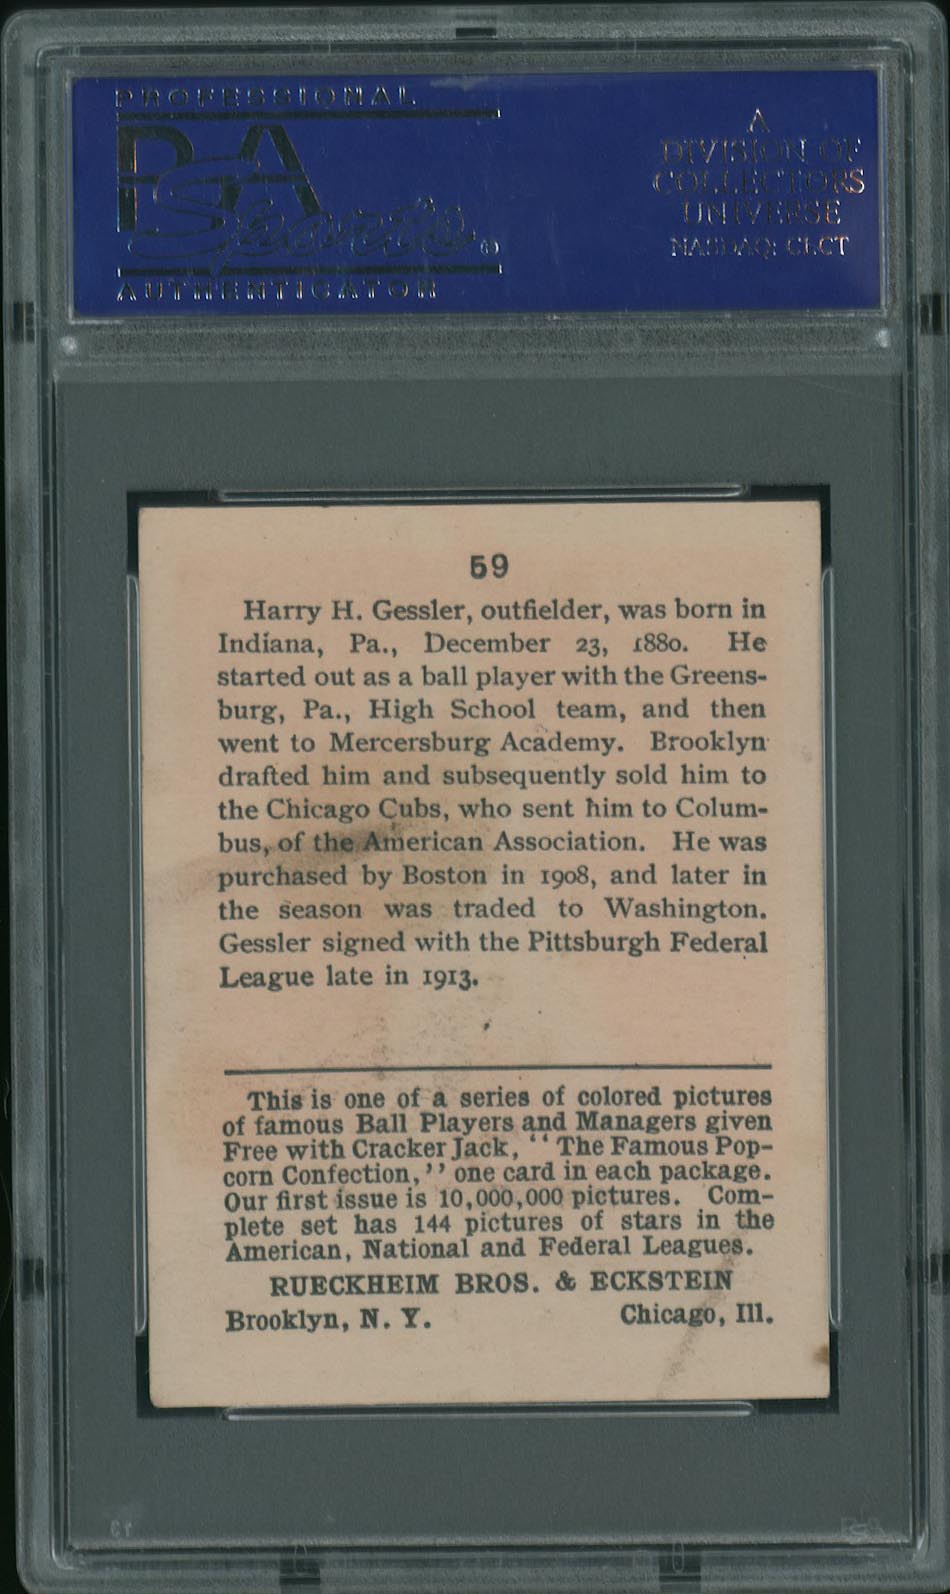 PROFESSIONAL
PSA
Sports®
AUTHENTICATOR
A
DIVISION OF
COLLECTORS
UNIVERSE
NASDAQ: CLCT
59
Harry H. Gessler, outfielder, was born in
Indiana, Pa., December 23, 1880. He
started out as a ball player with the Greens-
burg, Pa., High School team, and then
went to Mercersburg Academy. Brooklyn
drafted him and subsequently sold him to
the Chicago Cubs, who sent him to Colum-
bus, of the American Association. He was
purchased by Boston in 1908, and later in
the season was traded to Washington.
Gessler signed with the Pittsburgh Federal
League late in 1913.
This is one of a series of colored pictures
of famous Ball Players and Managers given
Free with Cracker Jack, "The Famous Pop-
corn Confection," one card in each package.
Our first issue is 10,000,000 pictures. Com-
plete set has 144 pictures of stars in the
American, National and Federal Leagues.
RUECKHEIM BROS. & ECKSTEIN
Brooklyn, N. Y. Chicago, Ill.
PSA